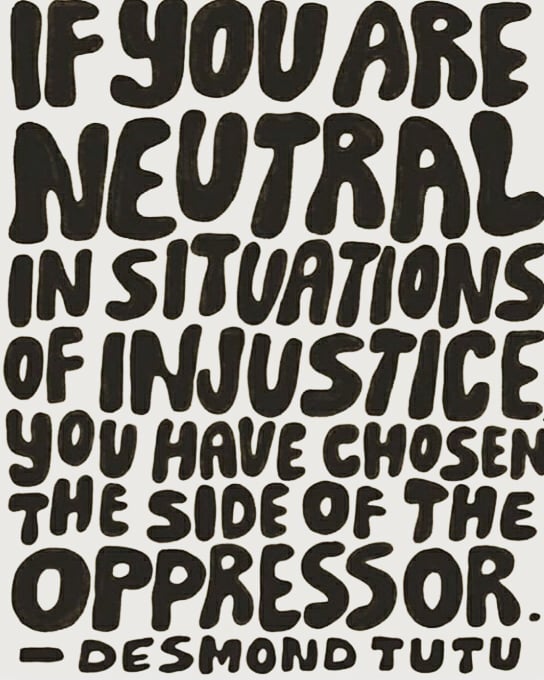 IF YOU ARE
NEUTRAL
IN SITUATIONS
OF INJUSTICE
YOU HAVE CHOSEN
THE SIDE OF THE
OPPRESSOR.
— DESMOND TUTU